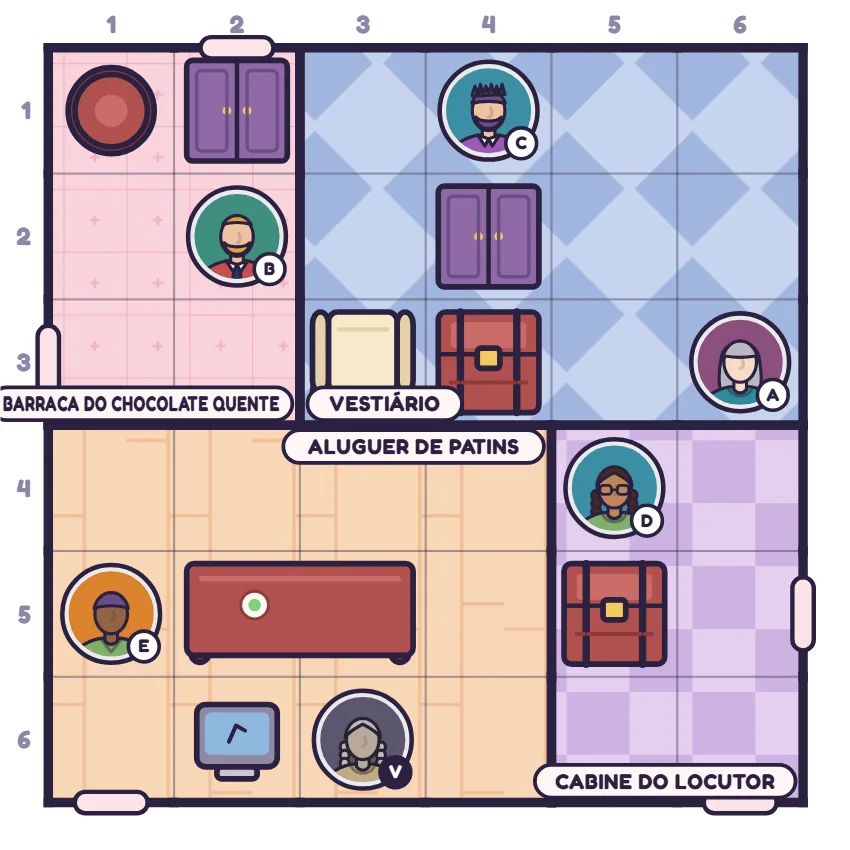 1 2 3 4 5 6
1
C
2
B
3
A
BARRACA DO CHOCOLATE QUENTE
VESTIÁRIO
ALUGUER DE PATINS
4
D
5
E
6
V
CABINE DO LOCUTOR